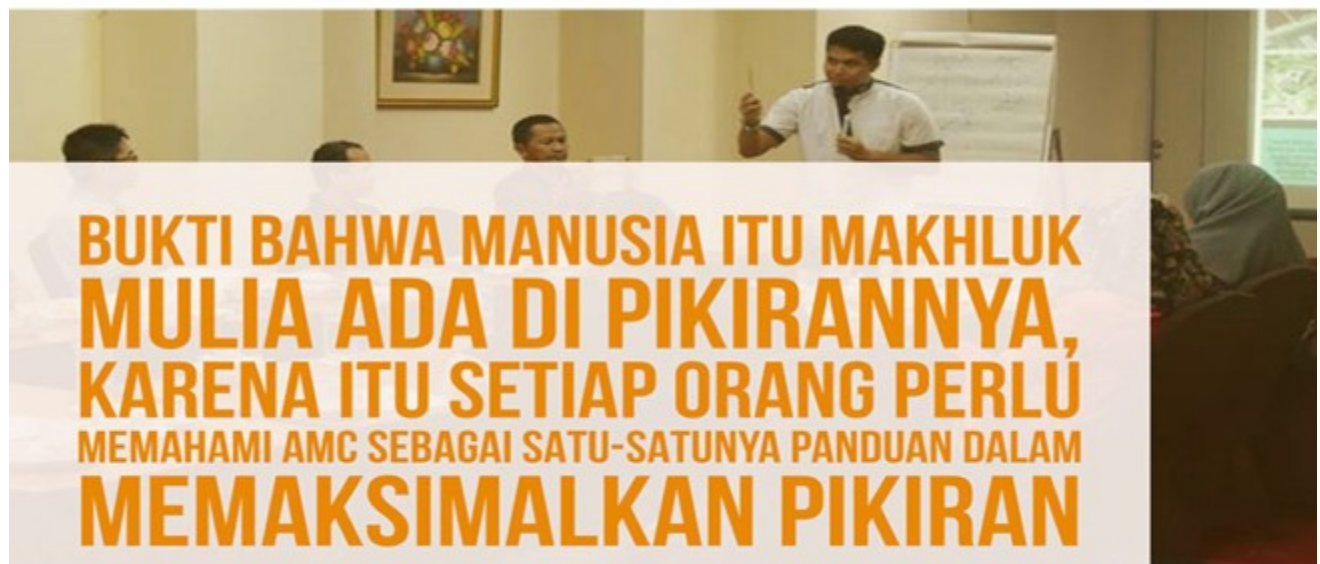 BUKTI BAHWA MANUSIA ITU MAKHLUK
MULIA ADA DI PIKIRANNYA,
KARENA ITU SETIAP ORANG PERLU
MEMAHAMI AMC SEBAGAI SATU-SATUNYA PANDUAN DALAM
MEMAKSIMALKAN PIKIRAN